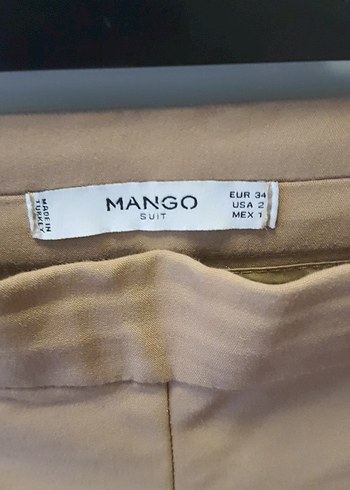 MADE IN
TURKEY
MANGO
SUIT
EUR 34
USA 2
MEX 1